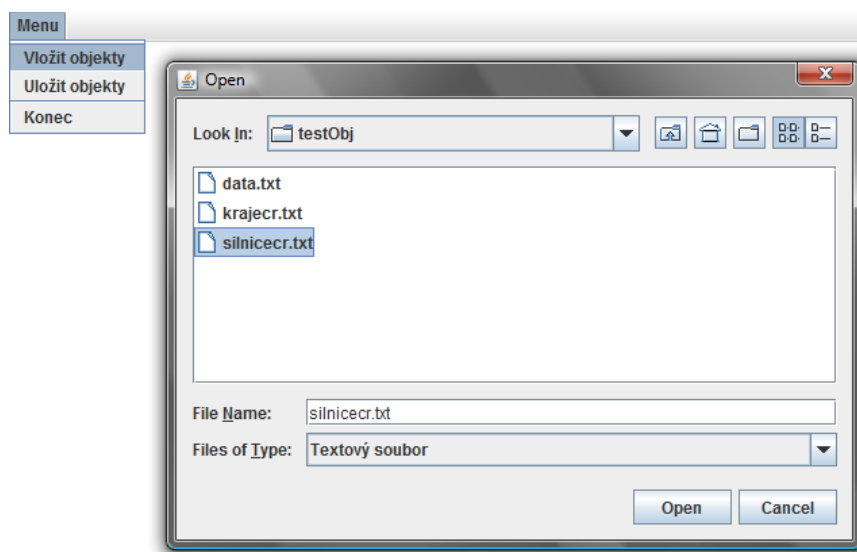 Menu
Vložit objekty
Uložit objekty
Konec
Open
Look In: testObj
data.txt
krajecr.txt
silnicecr.txt
File Name: silnicecr.txt
Files of Type: Textový soubor
Open Cancel